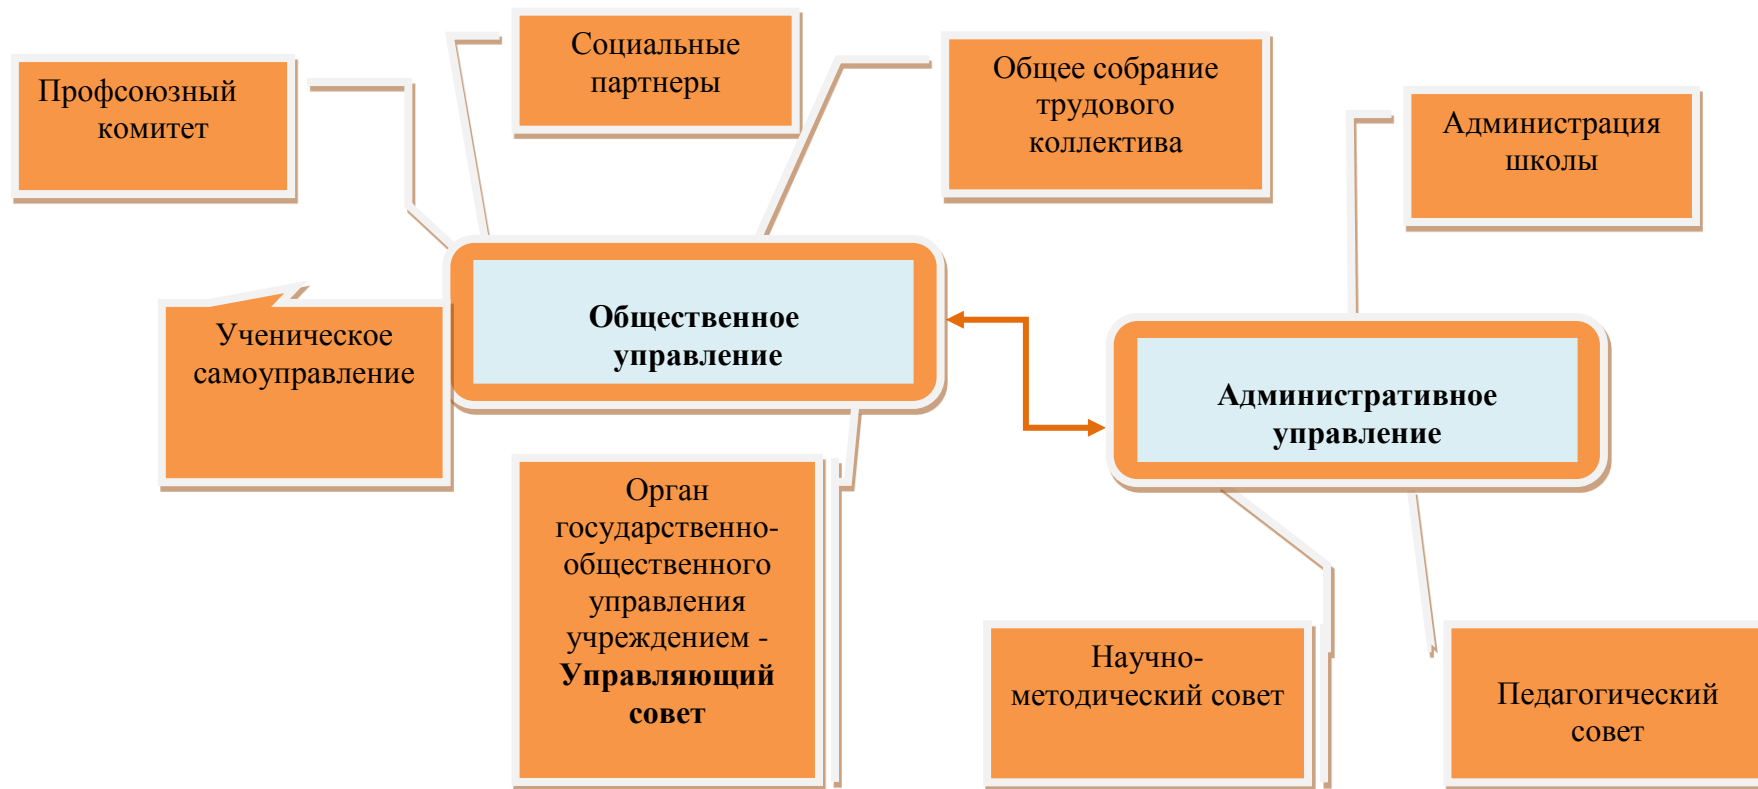 Профсоюзный
комитет
Социальные
партнеры
Общее собрание
трудового
коллектива
Администрация
школы
Ученическое
самоуправление
Общественное
управление
Административное
управление
Орган
государственно-
общественного
управления
учреждением -
Управляющий
совет
Научно-
методический совет
Педагогический
совет